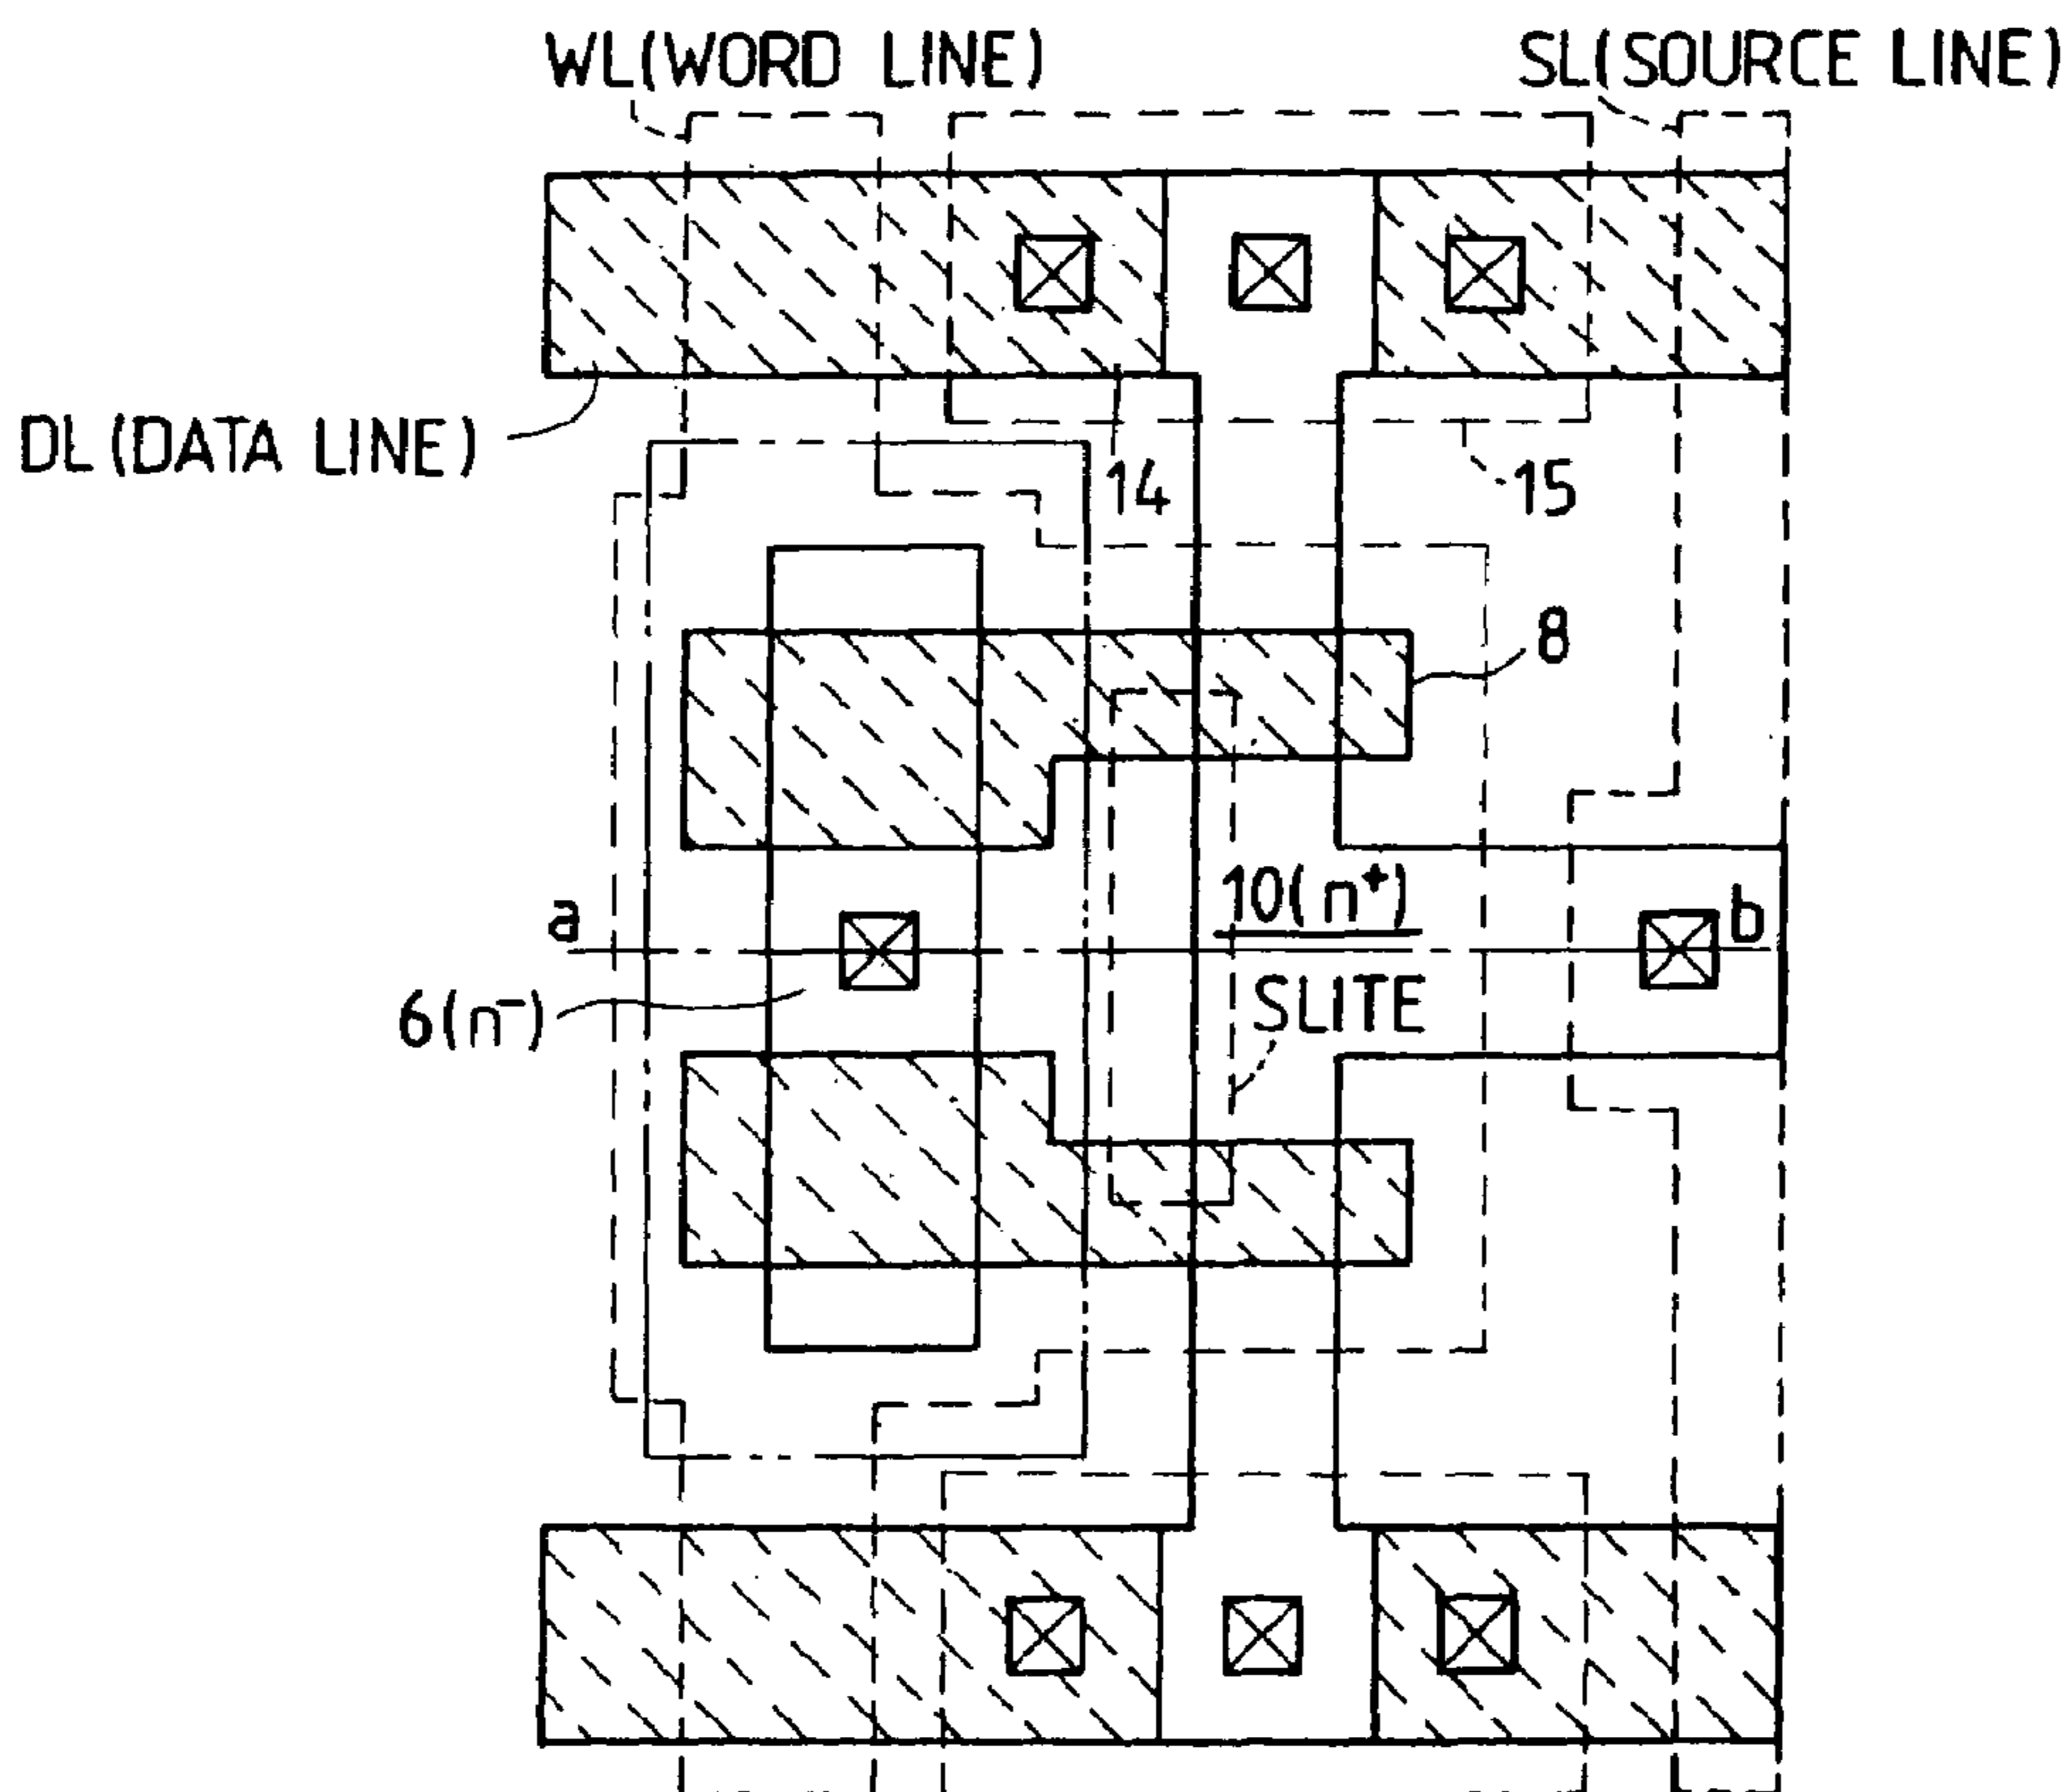 WL(WORD LINE)
SL(SOURCE LINE)
DL(DATA LINE)
14
15
8
10(n+)
a
b
6(n−)
SLITE